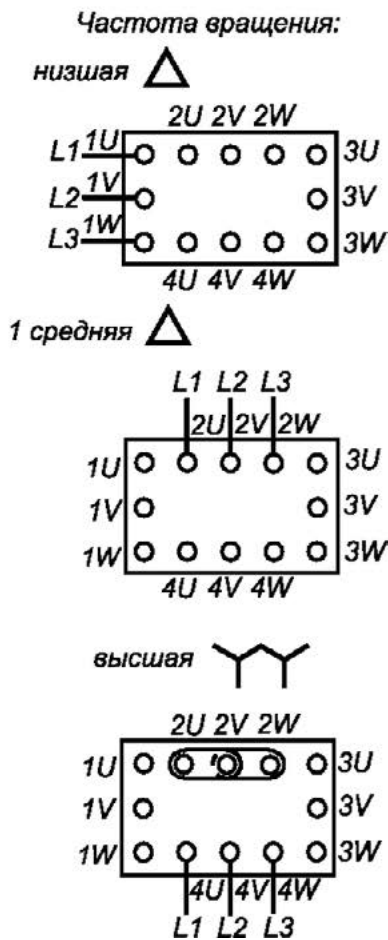 Частота вращения:
низшая
2U 2V 2W
L1 1U 3U
L2 1V 3V
L3 1W 3W
4U 4V 4W
1 средняя
L1 L2 L3
2U 2V 2W
1U 3U
1V 3V
1W 3W
4U 4V 4W
высшая
2U 2V 2W
1U 3U
1V 3V
1W 3W
4U 4V 4W
L1 L2 L3